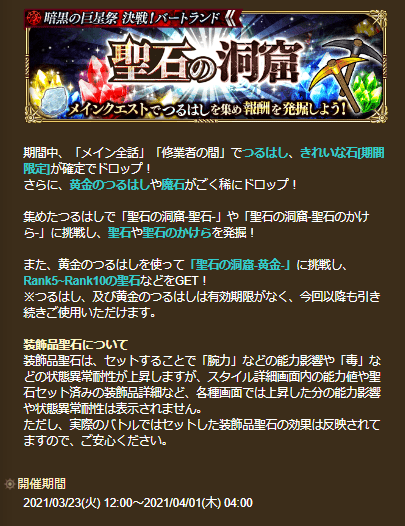 暗黒の巨星祭 決戦!バートランド
聖石の洞窟
メインクエストでつるはしを集め報酬を発掘しよう!
期間中、「メイン全話」「修業者の間」でつるはし、きれいな石[期間
限定]が確定でドロップ!
さらに、黄金のつるはしや魔石がごく稀にドロップ!
集めたつるはしで「聖石の洞窟-聖石-」や「聖石の洞窟-聖石のかけ
ら-」に挑戦し、聖石や聖石のかけらを発掘!
また、黄金のつるはしを使って「聖石の洞窟-黄金-」に挑戦し、
Rank5~Rank10の聖石などをGET!
※つるはし、及び黄金のつるはしは有効期限がなく、今回以降も引き
続きご使用いただけます。
装飾品聖石について
装飾品聖石は、セットすることで「腕力」などの能力影響や「毒」な
どの状態異常耐性が上昇しますが、スタイル詳細画面内の能力値や聖
石セット済みの装飾品詳細など、各種画面では上昇した分の能力影響
や状態異常耐性は表示されません。
ただし、実際のバトルではセットした装飾品聖石の効果は反映されて
ますので、ご安心ください。
開催期間
2021/03/23(火) 12:00～2021/04/01(木) 04:00